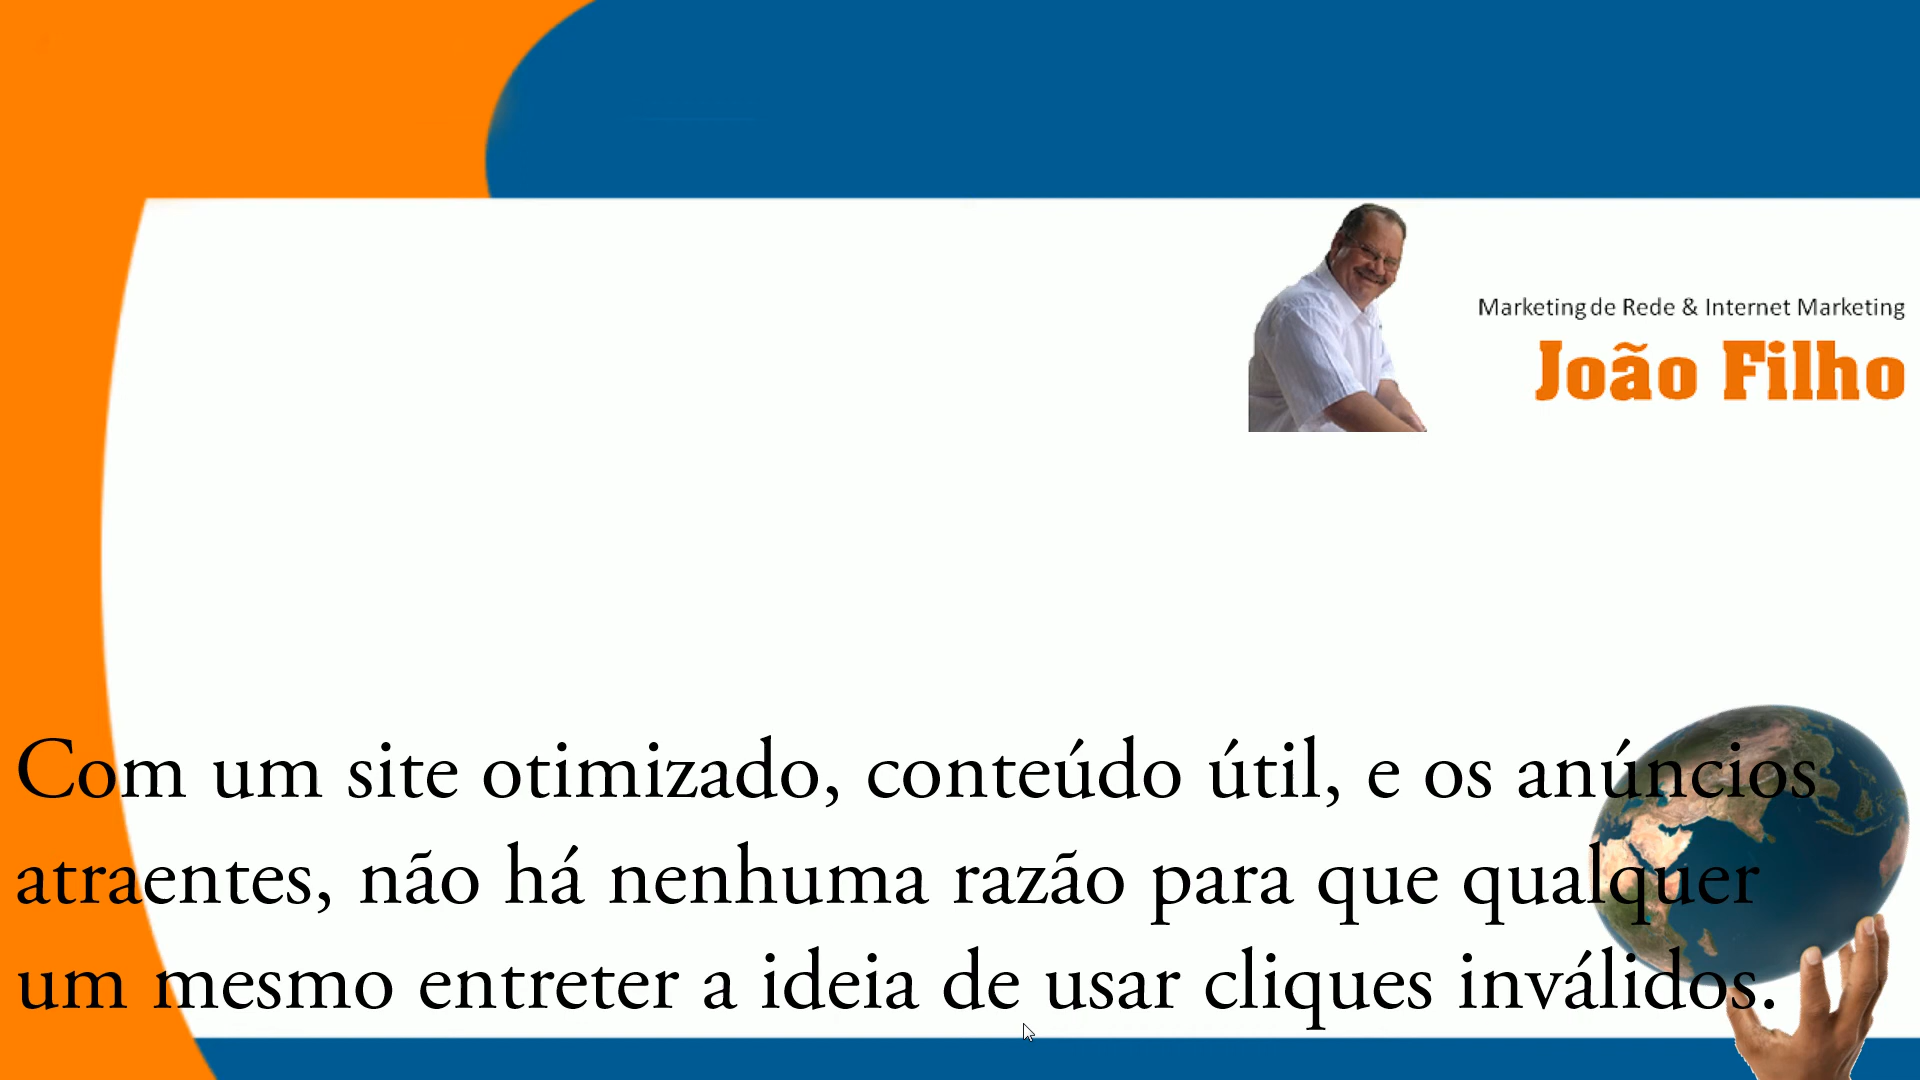 Marketing de Rede & Internet Marketing
João Filho
Com um site otimizado, conteúdo útil, e os anúncios
atraentes, não há nenhuma razão para que qualquer
um mesmo entreter a ideia de usar cliques inválidos.